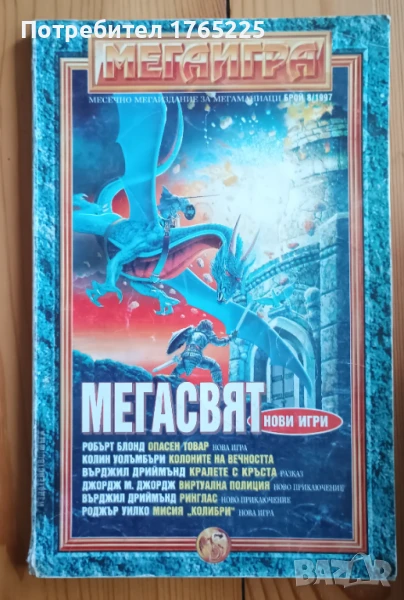 Потребител 1765225
МЕГАИГРА
МЕСЕЧНО МЕГАИЗДАНИЕ ЗА МЕГАМАНИАЦИ БРОЙ 8/1997
МЕГАСВЯТ
НОВИ ИГРИ
РОБЪРТ БЛОНД ОПАСЕН ТОВАР НОВА ИГРА
КОЛИН УОЛЪМБЪРИ КОЛОНИТЕ НА ВЕЧНОСТТА
ВЪРДЖИЛ ДРИЙМЪНД КРАЛЕТЕ С КРЪСТА РАЗКАЗ
ДЖОРДЖ М. ДЖОРДЖ ВИРТУАЛНА ПОЛИЦИЯ НОВО ПРИКЛЮЧЕНИЕ
ВЪРДЖИЛ ДРИЙМЪНД РИНГЛАС НОВО ПРИКЛЮЧЕНИЕ
РОДЖЪР УИЛКО МИСИЯ „КОЛИБРИ" НОВА ИГРА
BAZAR